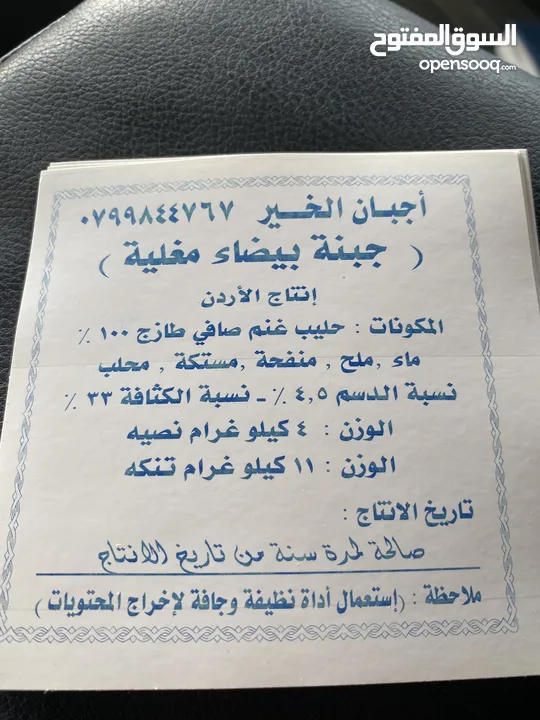 السوق المفتوح
opensooq.com
أجبـان الخـــير ٠٧٩٩٨٤٤٧٦٧
( جبنة بيضاء مغلية )
إنتاج الأردن
المكونات : حليب غنم صافي طازج ١٠٠ ٪
ماء ,ملح , منفحة ,مستكة , محلب
نسبة الدسم ٤,٥ ٪ ـ نسبة الكثافة ٣٣ ٪
الوزن : ٤ كيلو غرام نصيه
الوزن : ١١ كيلو غرام تنكه
تاريخ الانتاج :
صالحة لمدة سنة من تاريخ الانتاج
ملاحظة : (إستعمال أداة نظيفة وجافة لإخراج المحتويات )